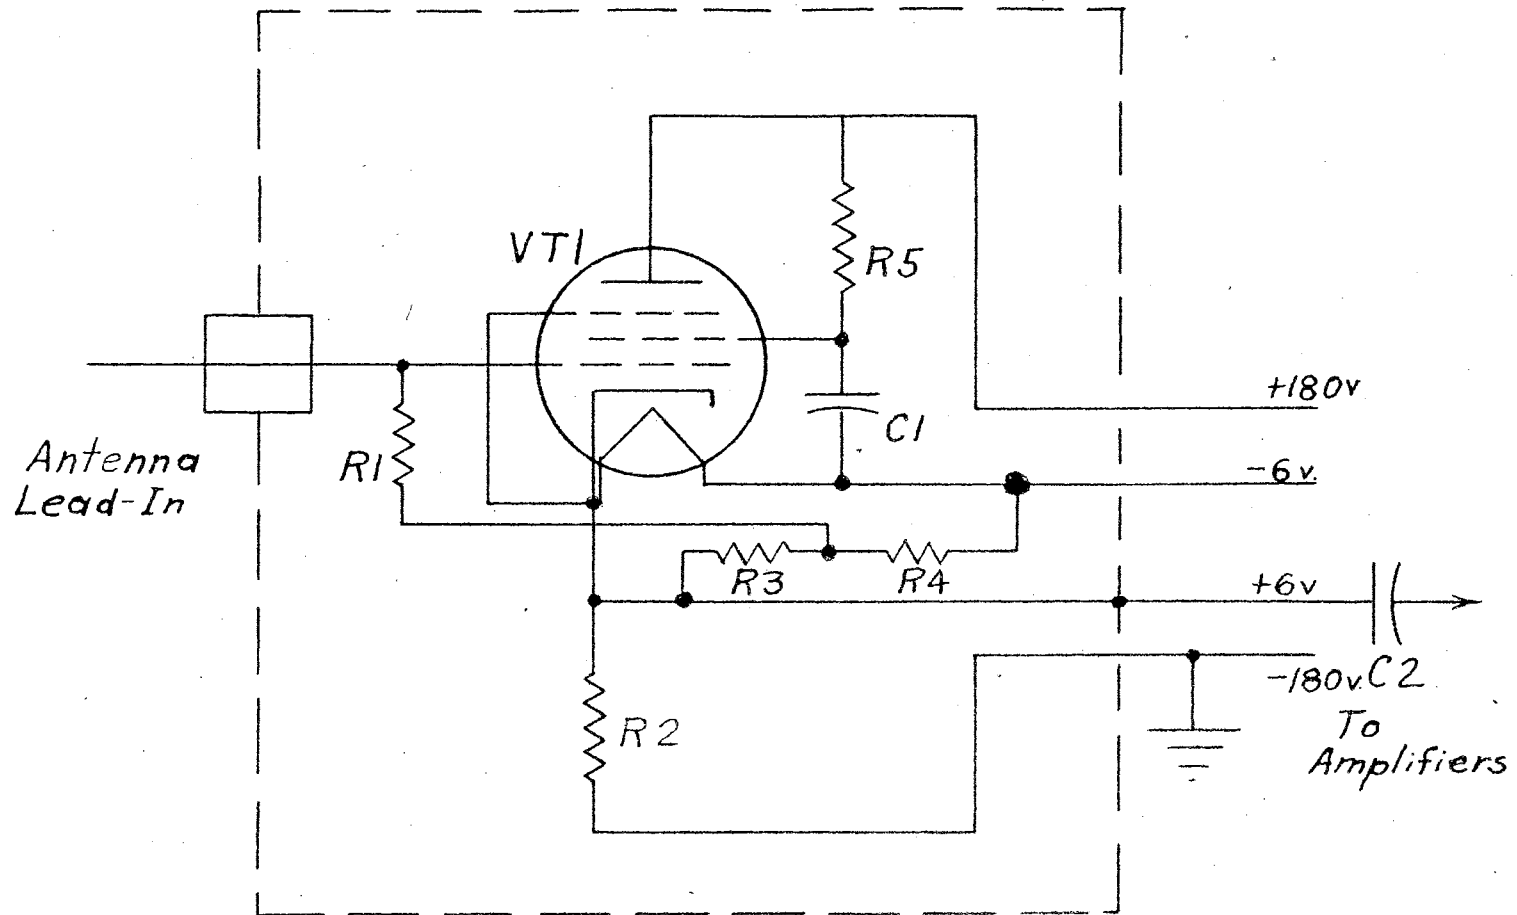 VT1
R5
+180v
Antenna
Lead-In
R1
C1
-6v.
R3
R4
+6v
-180v.
C2
R2
To
Amplifiers